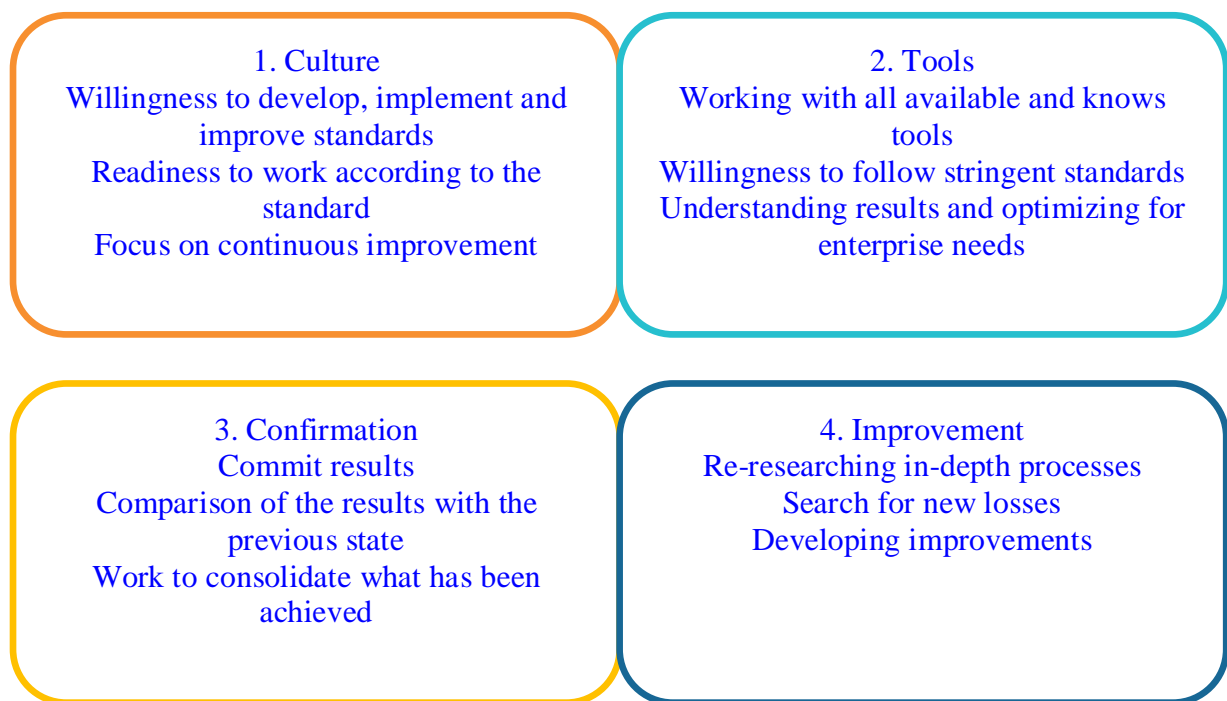 1. Culture
Willingness to develop, implement and
improve standards
Readiness to work according to the
standard
Focus on continuous improvement
2. Tools
Working with all available and knows
tools
Willingness to follow stringent standards
Understanding results and optimizing for
enterprise needs
3. Confirmation
Commit results
Comparison of the results with the
previous state
Work to consolidate what has been
achieved
4. Improvement
Re-researching in-depth processes
Search for new losses
Developing improvements